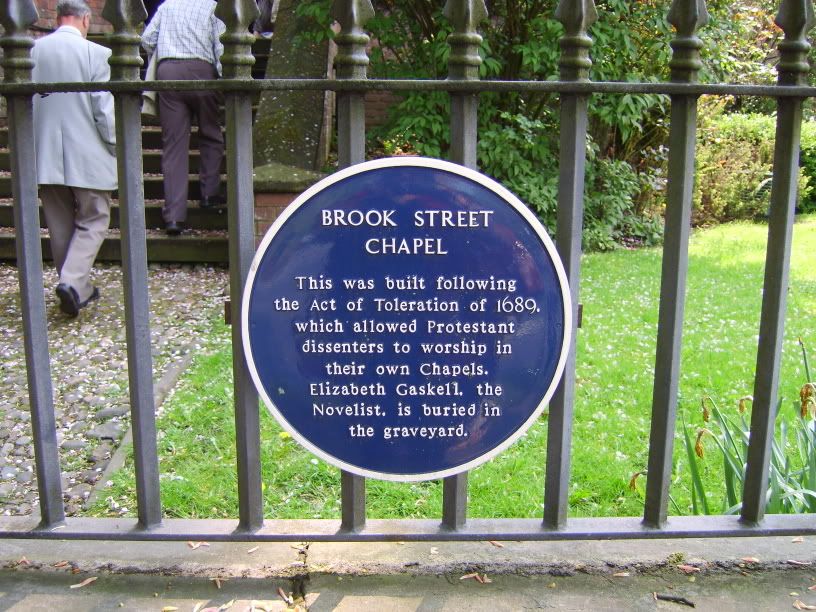 BROOK STREET
CHAPEL
This was built following
the Act of Toleration of 1689.
which allowed Protestant
dissenters to worship in
their own Chapels.
Elizabeth Gaskell, the
Novelist, is buried in
the graveyard.